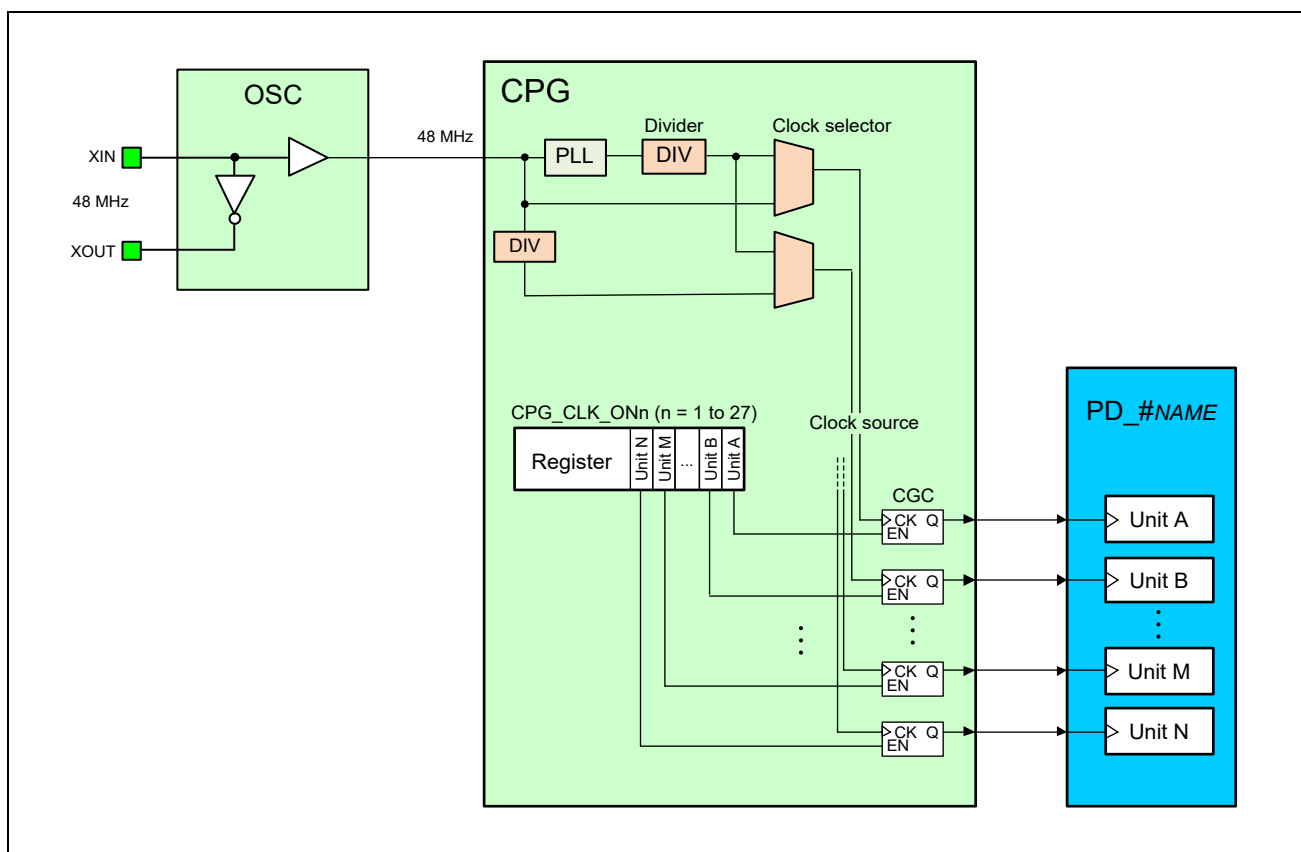 OSC
XIN
48 MHz
XOUT
48 MHz
CPG
Divider
Clock selector
PLL
DIV
DIV
CPG_CLK_ONn (n = 1 to 27)
Register
Unit N
Unit M
...
Unit B
Unit A
Clock source
CGC
CK Q
EN
CK Q
EN
CK Q
EN
CK Q
EN
PD_#NAME
Unit A
Unit B
Unit M
Unit N